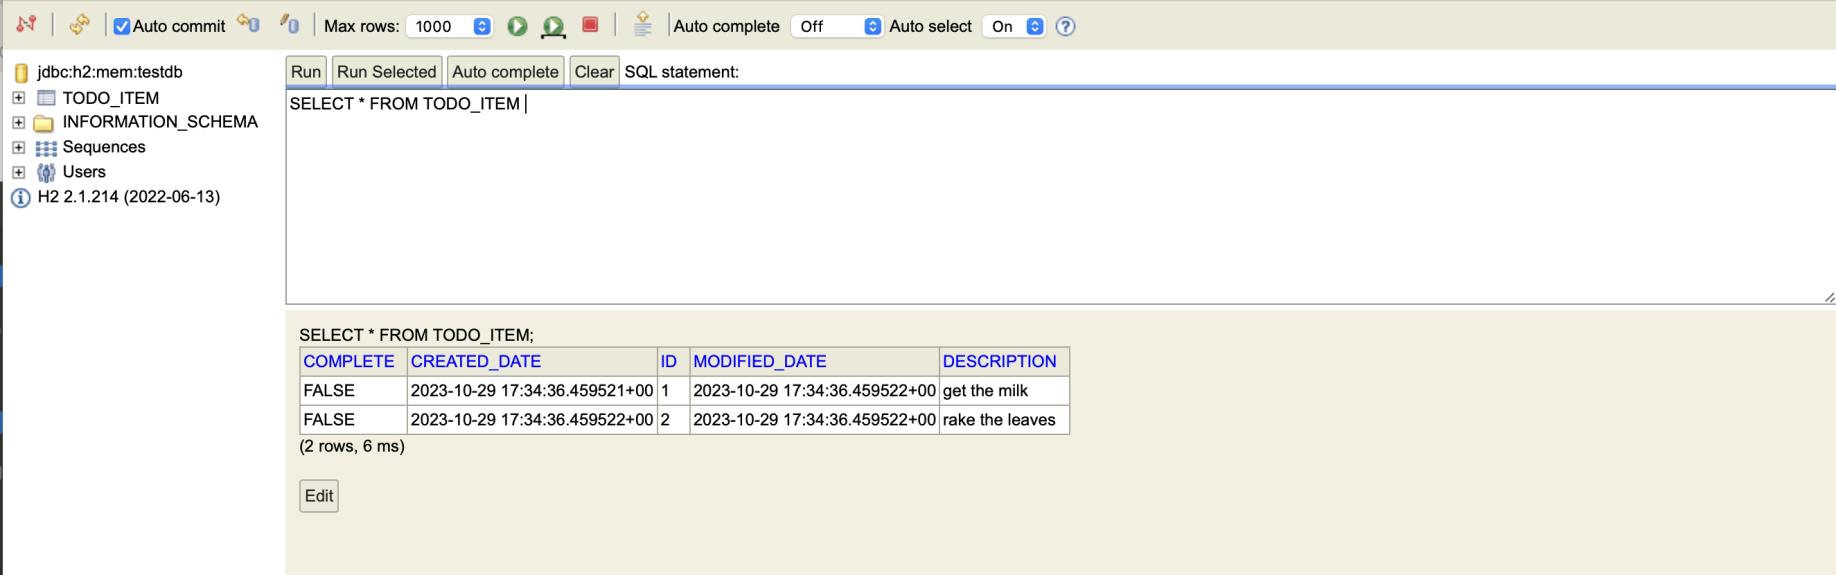 Auto commit Max rows: 1000 Auto complete Off Auto select On ?
jdbc:h2:mem:testdb
TODO_ITEM
INFORMATION_SCHEMA
Sequences
Users
H2 2.1.214 (2022-06-13)
Run Run Selected Auto complete Clear SQL statement:
SELECT * FROM TODO_ITEM
SELECT * FROM TODO_ITEM;
COMPLETE CREATED_DATE ID MODIFIED_DATE DESCRIPTION
FALSE 2023-10-29 17:34:36.459521+00 1 2023-10-29 17:34:36.459522+00 get the milk
FALSE 2023-10-29 17:34:36.459522+00 2 2023-10-29 17:34:36.459522+00 rake the leaves
(2 rows, 6 ms)
Edit